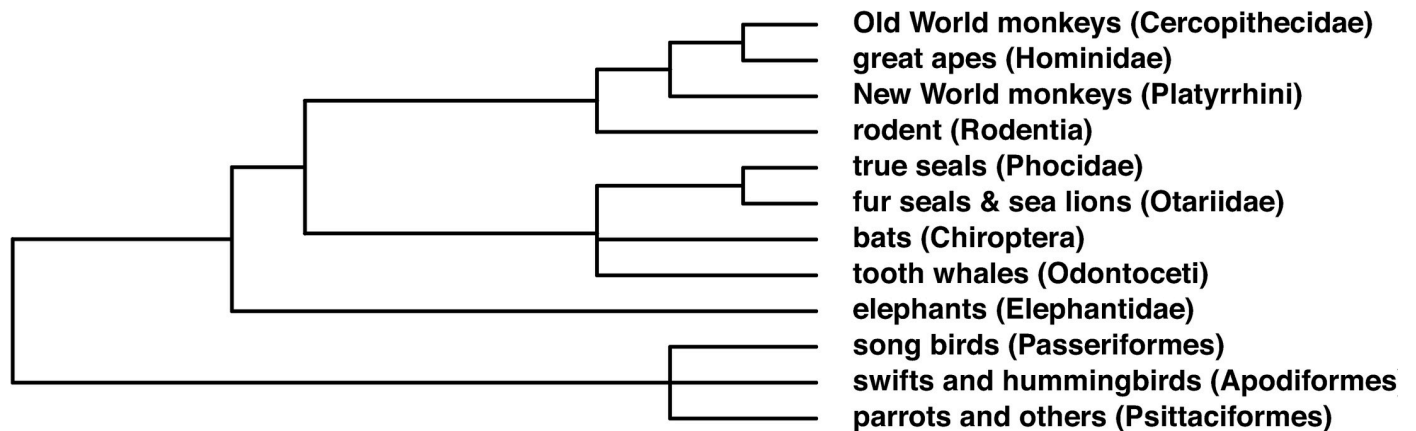 Old World monkeys (Cercopithecidae)
great apes (Hominidae)
New World monkeys (Platyrrhini)
rodent (Rodentia)
true seals (Phocidae)
fur seals & sea lions (Otariidae)
bats (Chiroptera)
tooth whales (Odontoceti)
elephants (Elephantidae)
song birds (Passeriformes)
swifts and hummingbirds (Apodiformes
parrots and others (Psittaciformes)